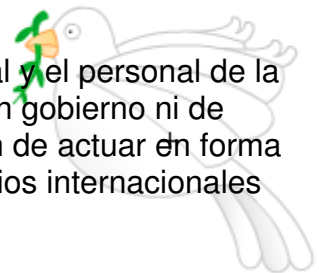 al y el personal de la
n gobierno ni de
n de actuar en forma
ios internacionales